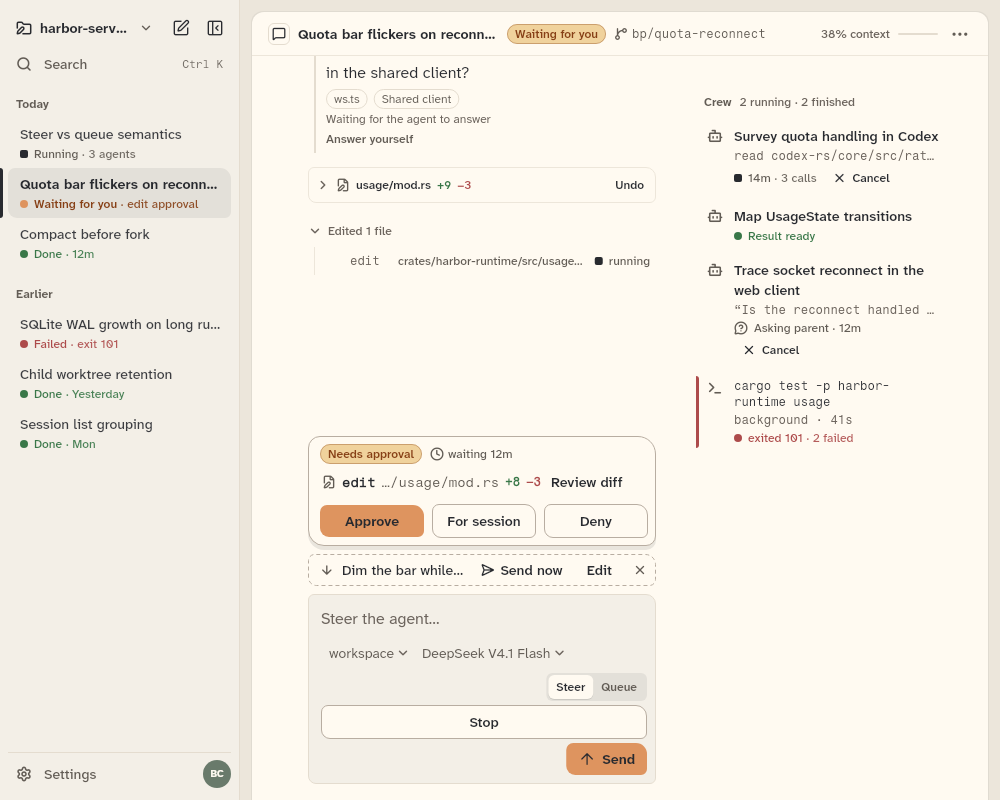 harbor-serv...
Search
Ctrl K
Today
Steer vs queue semantics
Running · 3 agents
Quota bar flickers on reconn...
Waiting for you · edit approval
Compact before fork
Done · 12m
Earlier
SQLite WAL growth on long ru...
Failed · exit 101
Child worktree retention
Done · Yesterday
Session list grouping
Done · Mon
Settings
BC
Quota bar flickers on reconn...
Waiting for you
bp/quota-reconnect
38% context
in the shared client?
ws.ts
Shared client
Waiting for the agent to answer
Answer yourself
usage/mod.rs +9 −3
Undo
Edited 1 file
edit crates/harbor-runtime/src/usage... running
Needs approval
waiting 12m
edit …/usage/mod.rs +8 −3 Review diff
Approve
For session
Deny
Dim the bar while...
Send now
Edit
Steer the agent…
workspace
DeepSeek V4.1 Flash
Steer
Queue
Stop
Send
Crew 2 running · 2 finished
Survey quota handling in Codex
read codex-rs/core/src/rat…
14m · 3 calls
Cancel
Map UsageState transitions
Result ready
Trace socket reconnect in the
web client
“Is the reconnect handled …
Asking parent · 12m
Cancel
cargo test -p harbor-
runtime usage
background · 41s
exited 101 · 2 failed